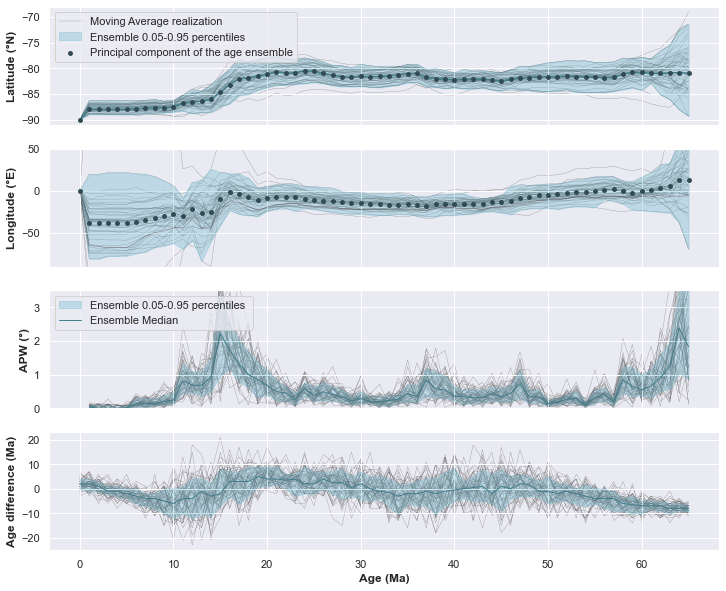 Moving Average realization
Ensemble 0.05-0.95 percentiles
Principal component of the age ensemble
Latitude (°N)
−70
−75
−80
−85
−90
Longitude (°E)
50
0
−50
Ensemble 0.05-0.95 percentiles
Ensemble Median
APW (°)
3
2
1
0
Age difference (Ma)
20
10
0
−10
−20
0 10 20 30 40 50 60
Age (Ma)